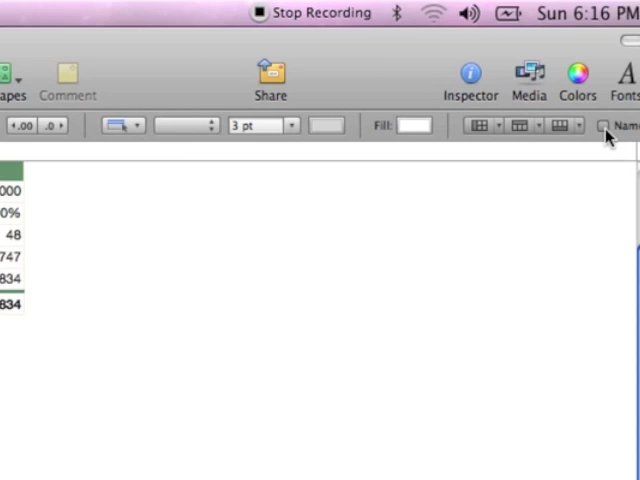 Stop Recording Sun 6:16 PM
apes Comment Share Inspector Media Colors Fonts
.00 .0 3 pt Fill: Name
000
0%
48
747
834
834